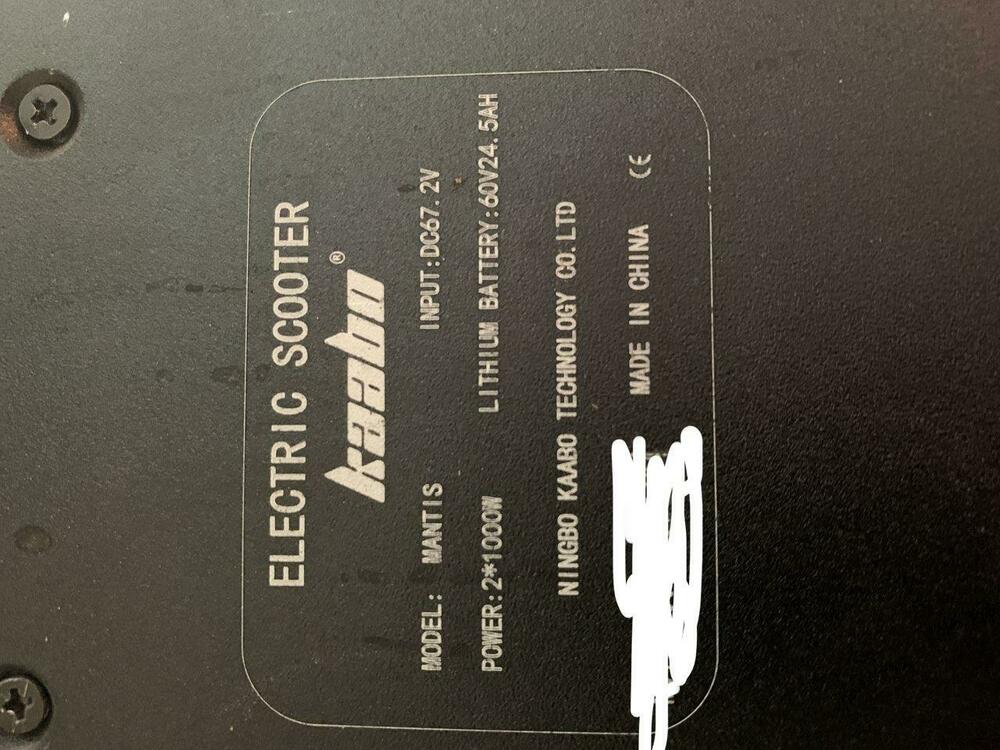 ELECTRIC SCOOTER
kaabo®
MODEL: MANTIS INPUT:DC67.2V
POWER:2*1000W LITHIUM BATTERY:60V24.5AH
NINGBO KAABO TECHNOLOGY CO.LTD
MADE IN CHINA CE